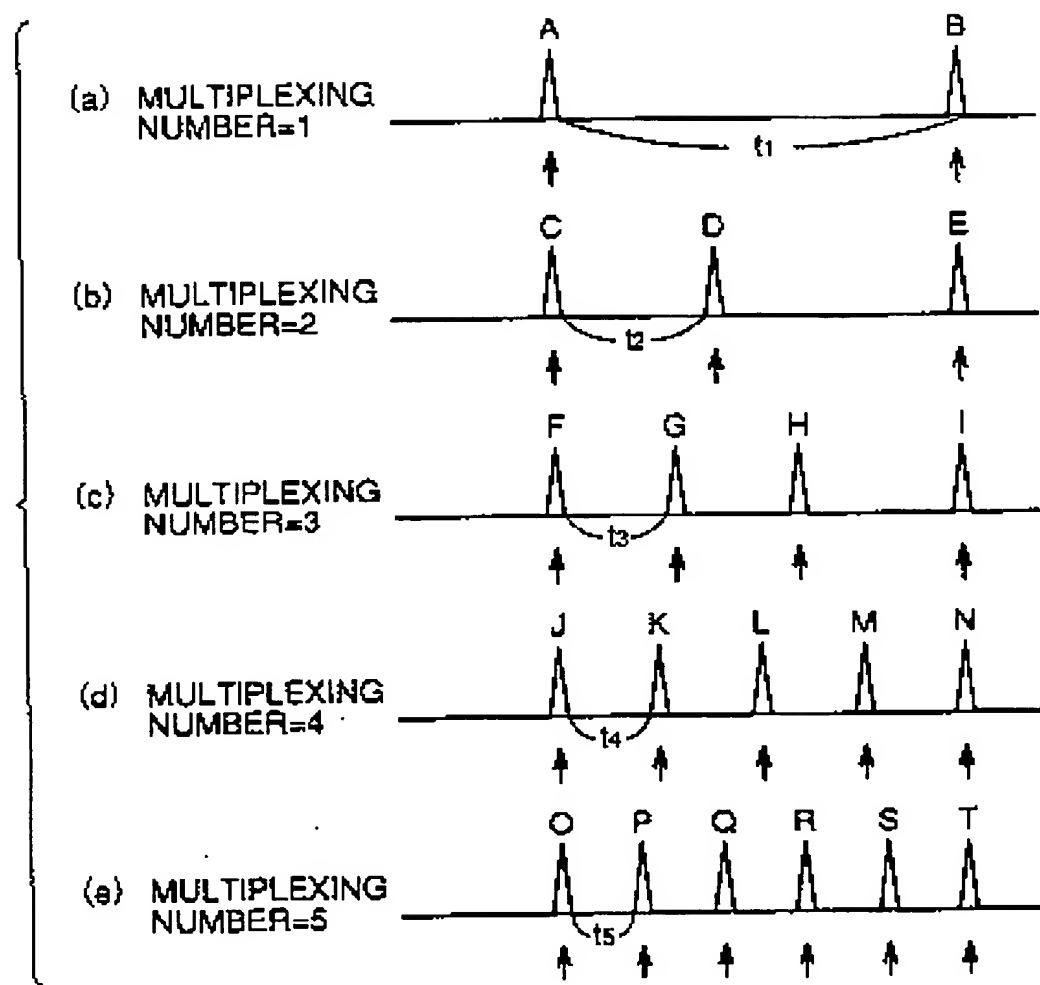 A B
(a) MULTIPLEXING
NUMBER=1
t1
C D E
(b) MULTIPLEXING
NUMBER=2
t2
F G H I
(c) MULTIPLEXING
NUMBER=3
t3
J K L M N
(d) MULTIPLEXING
NUMBER=4
t4
O P Q R S T
(e) MULTIPLEXING
NUMBER=5
t5